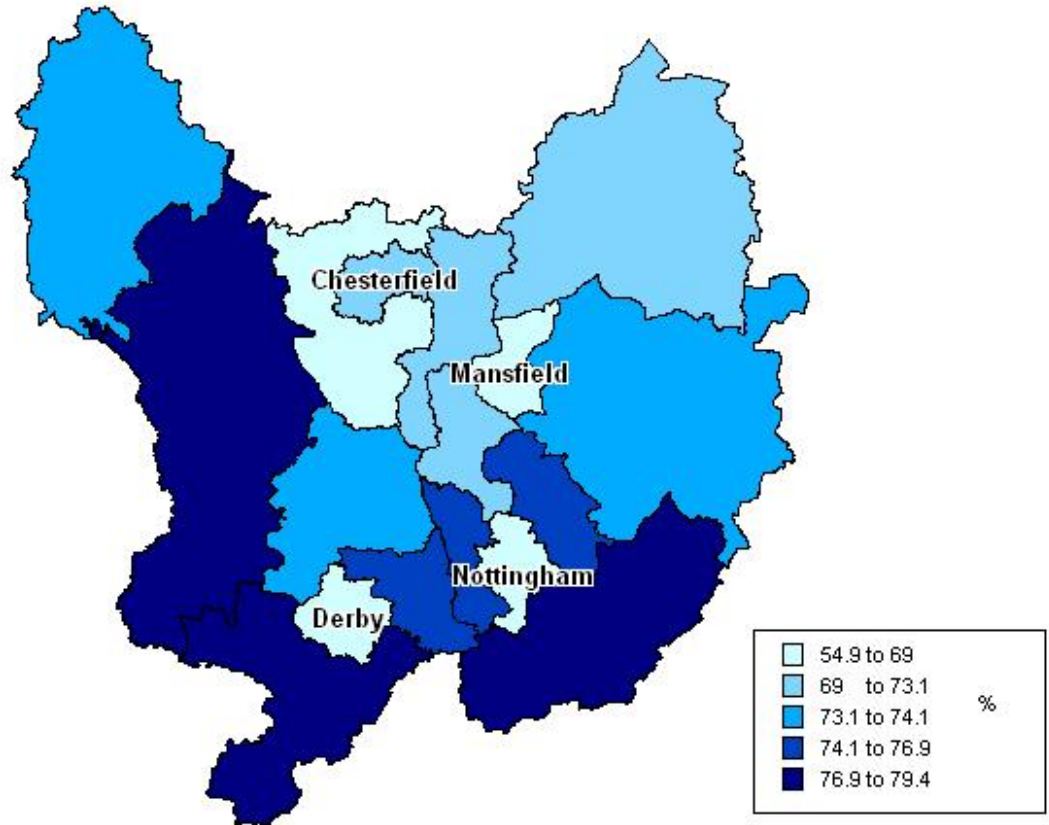 Chesterfield
Mansfield
Nottingham
Derby
54.9 to 69
69 to 73.1
73.1 to 74.1
74.1 to 76.9
76.9 to 79.4
%